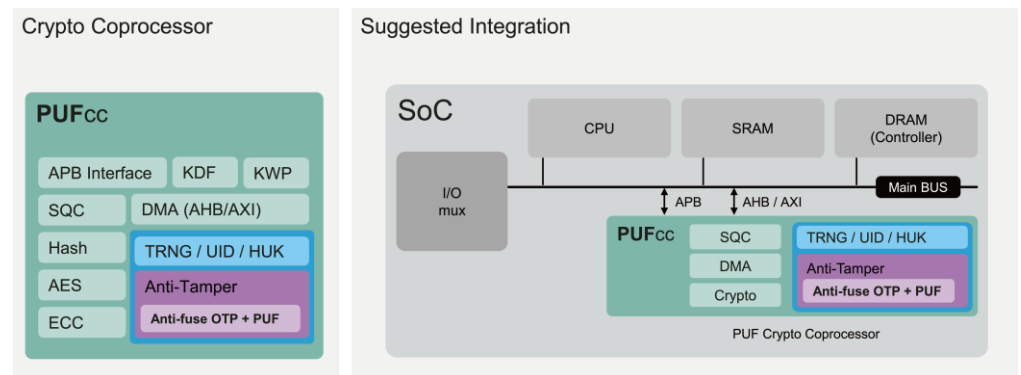 Crypto Coprocessor
PUFcc
APB Interface
KDF
KWP
SQC
DMA (AHB/AXI)
Hash
TRNG / UID / HUK
AES
Anti-Tamper
ECC
Anti-fuse OTP + PUF
Suggested Integration
SoC
CPU
SRAM
DRAM
(Controller)
I/O
mux
Main BUS
APB
AHB / AXI
PUFcc
SQC
TRNG / UID / HUK
DMA
Anti-Tamper
Crypto
Anti-fuse OTP + PUF
PUF Crypto Coprocessor